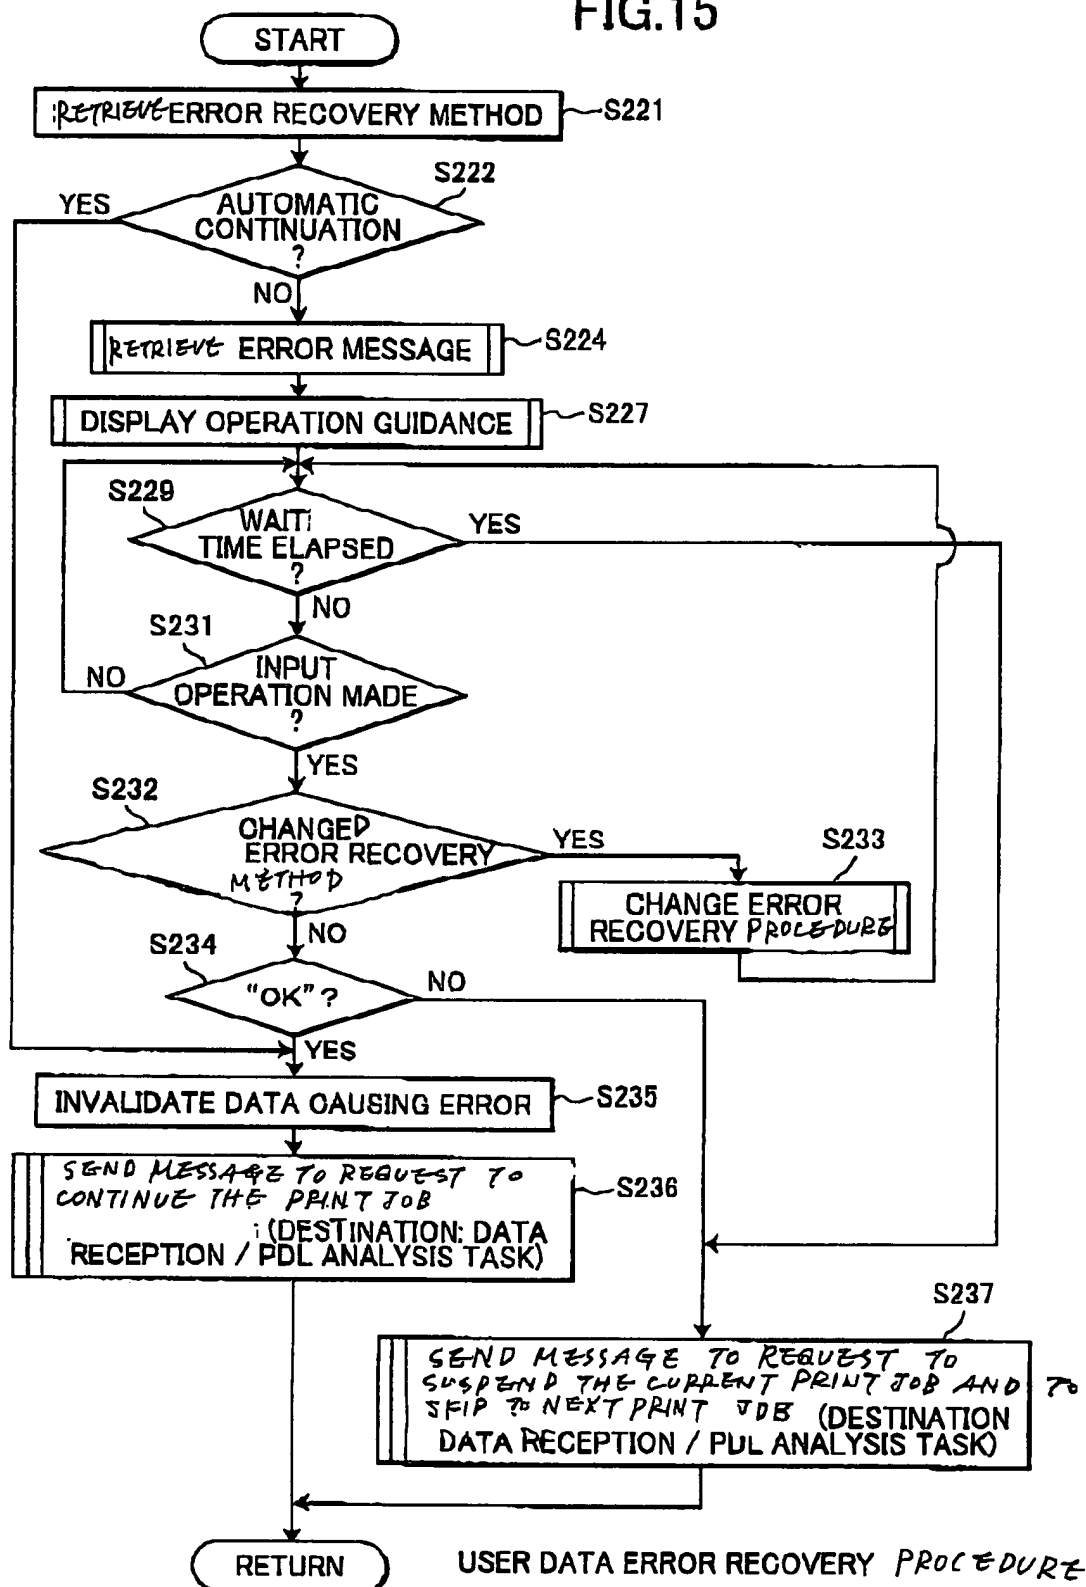 FIG.15
START
RETRIEVE ERROR RECOVERY METHOD
S221
S222
YES
AUTOMATIC
CONTINUATION
?
NO
RETRIEVE ERROR MESSAGE
S224
DISPLAY OPERATION GUIDANCE
S227
S229
WAIT
TIME ELAPSED
?
YES
NO
S231
NO
INPUT
OPERATION MADE
?
YES
S232
CHANGED
ERROR RECOVERY
METHOD
?
YES
S233
CHANGE ERROR
RECOVERY PROCEDURE
NO
S234
"OK" ?
NO
YES
INVALIDATE DATA CAUSING ERROR
S235
SEND MESSAGE TO REQUEST TO
CONTINUE THE PRINT JOB
(DESTINATION: DATA
RECEPTION / PDL ANALYSIS TASK)
S236
S237
SEND MESSAGE TO REQUEST TO
SUSPEND THE CURRENT PRINT JOB AND TO
SKIP TO NEXT PRINT JOB (DESTINATION
DATA RECEPTION / PDL ANALYSIS TASK)
RETURN
USER DATA ERROR RECOVERY PROCEDURE